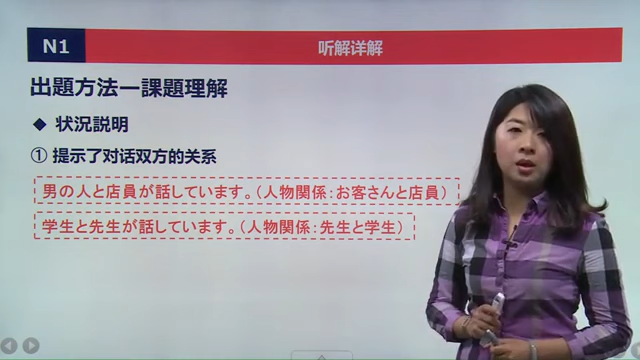 N1
听解详解
出題方法—課題理解
◆ 状況説明
① 提示了对话双方的关系
男の人と店員が話しています。（人物関係：お客さんと店員）
学生と先生が話しています。（人物関係：先生と学生）